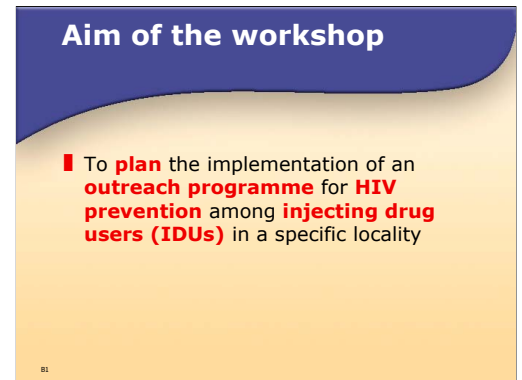 Aim of the workshop
To plan the implementation of an
outreach programme for HIV
prevention among injecting drug
users (IDUs) in a specific locality
B1